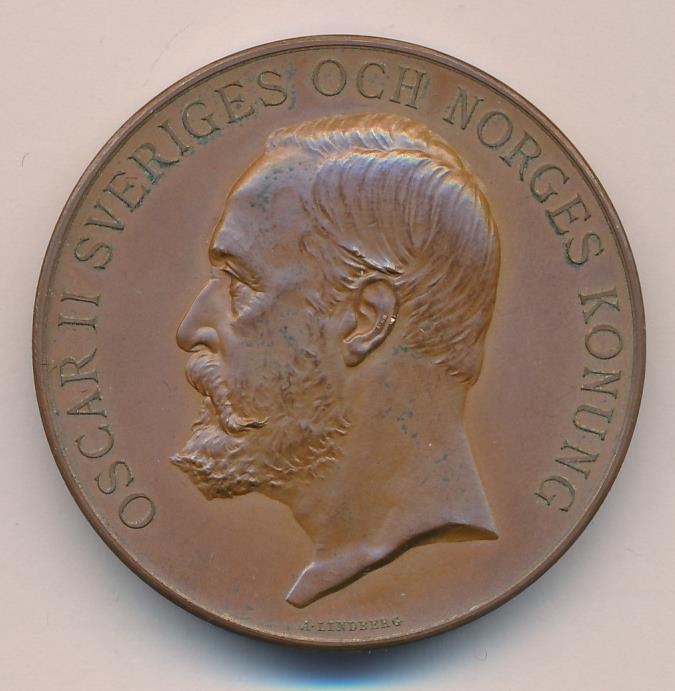 OSCAR II SVERIGES OCH NORGES KONUNG
A·LINDBERG